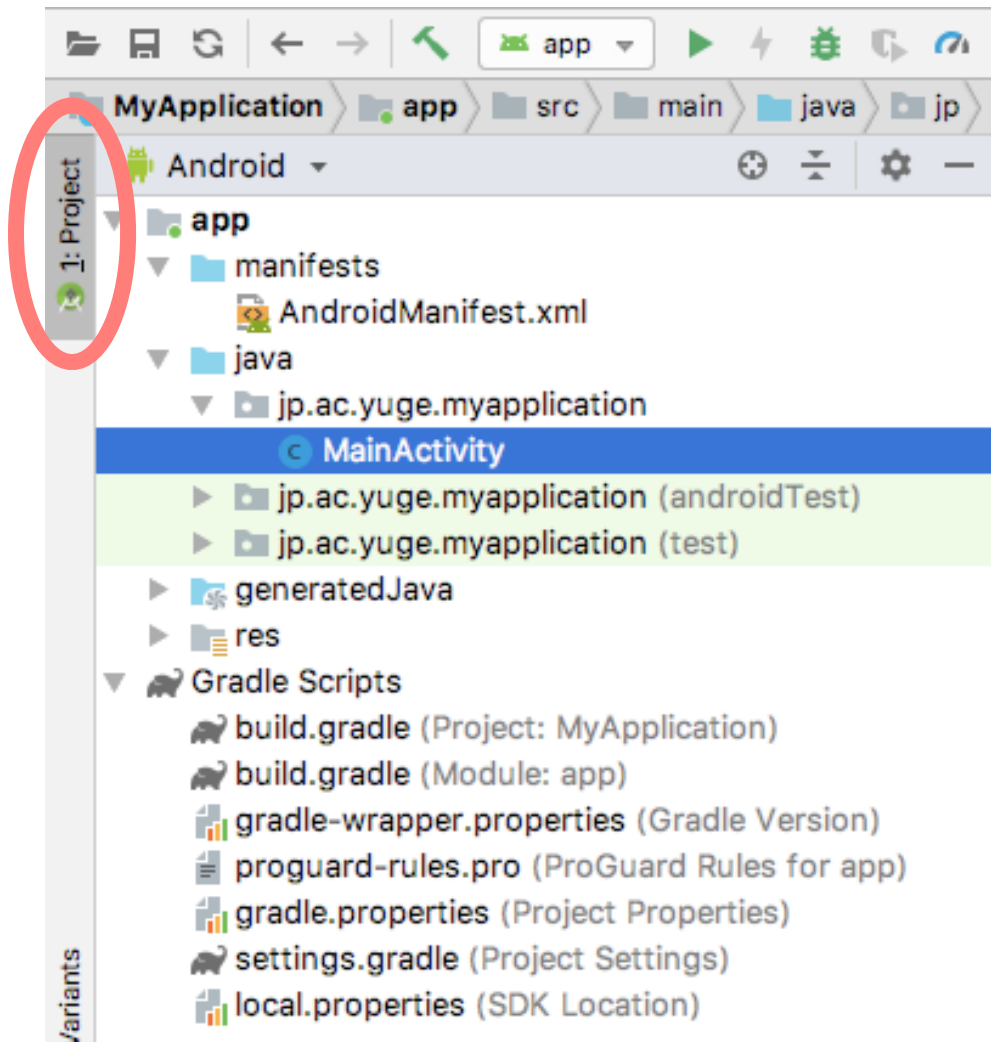 app
MyApplication app src main java jp
1: Project
Android
app
manifests
AndroidManifest.xml
java
jp.ac.yuge.myapplication
MainActivity
jp.ac.yuge.myapplication (androidTest)
jp.ac.yuge.myapplication (test)
generatedJava
res
Gradle Scripts
build.gradle (Project: MyApplication)
build.gradle (Module: app)
gradle-wrapper.properties (Gradle Version)
proguard-rules.pro (ProGuard Rules for app)
gradle.properties (Project Properties)
settings.gradle (Project Settings)
local.properties (SDK Location)
Variants